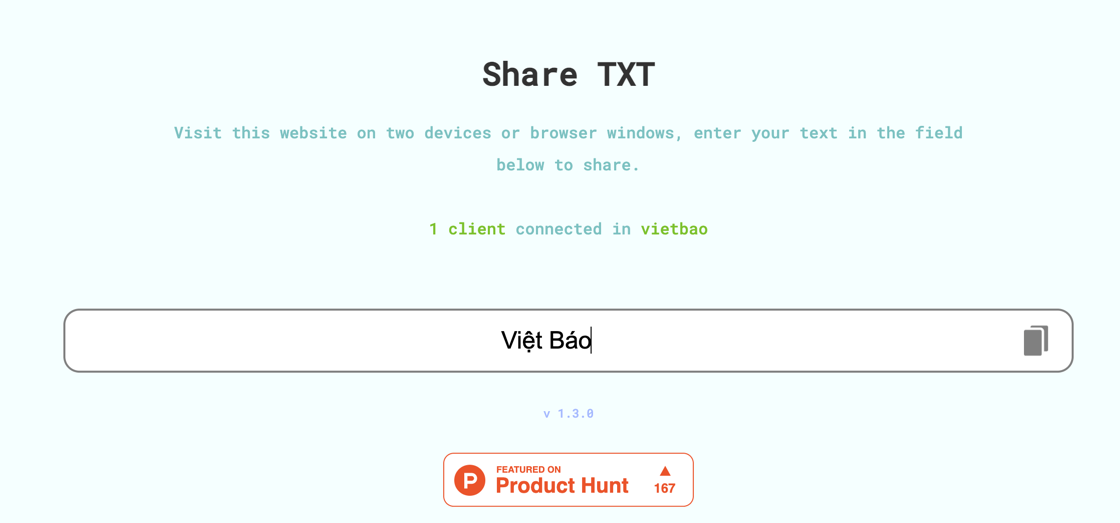 Share TXT
Visit this website on two devices or browser windows, enter your text in the field
below to share.
1 client connected in vietbao
Việt Báo
v 1.3.0
FEATURED ON
Product Hunt
167